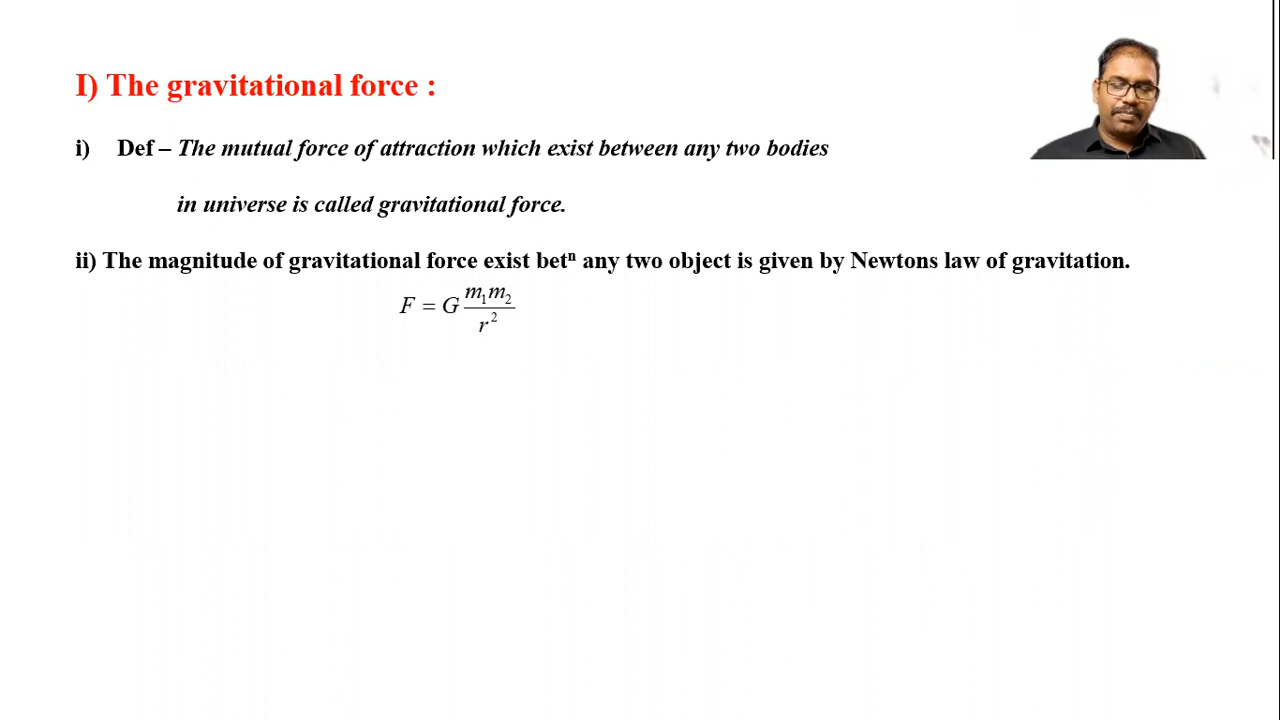 I) The gravitational force :
i) Def – The mutual force of attraction which exist between any two bodies
in universe is called gravitational force.
ii) The magnitude of gravitational force exist betⁿ any two object is given by Newtons law of gravitation.
F = G m₁m₂ / r²